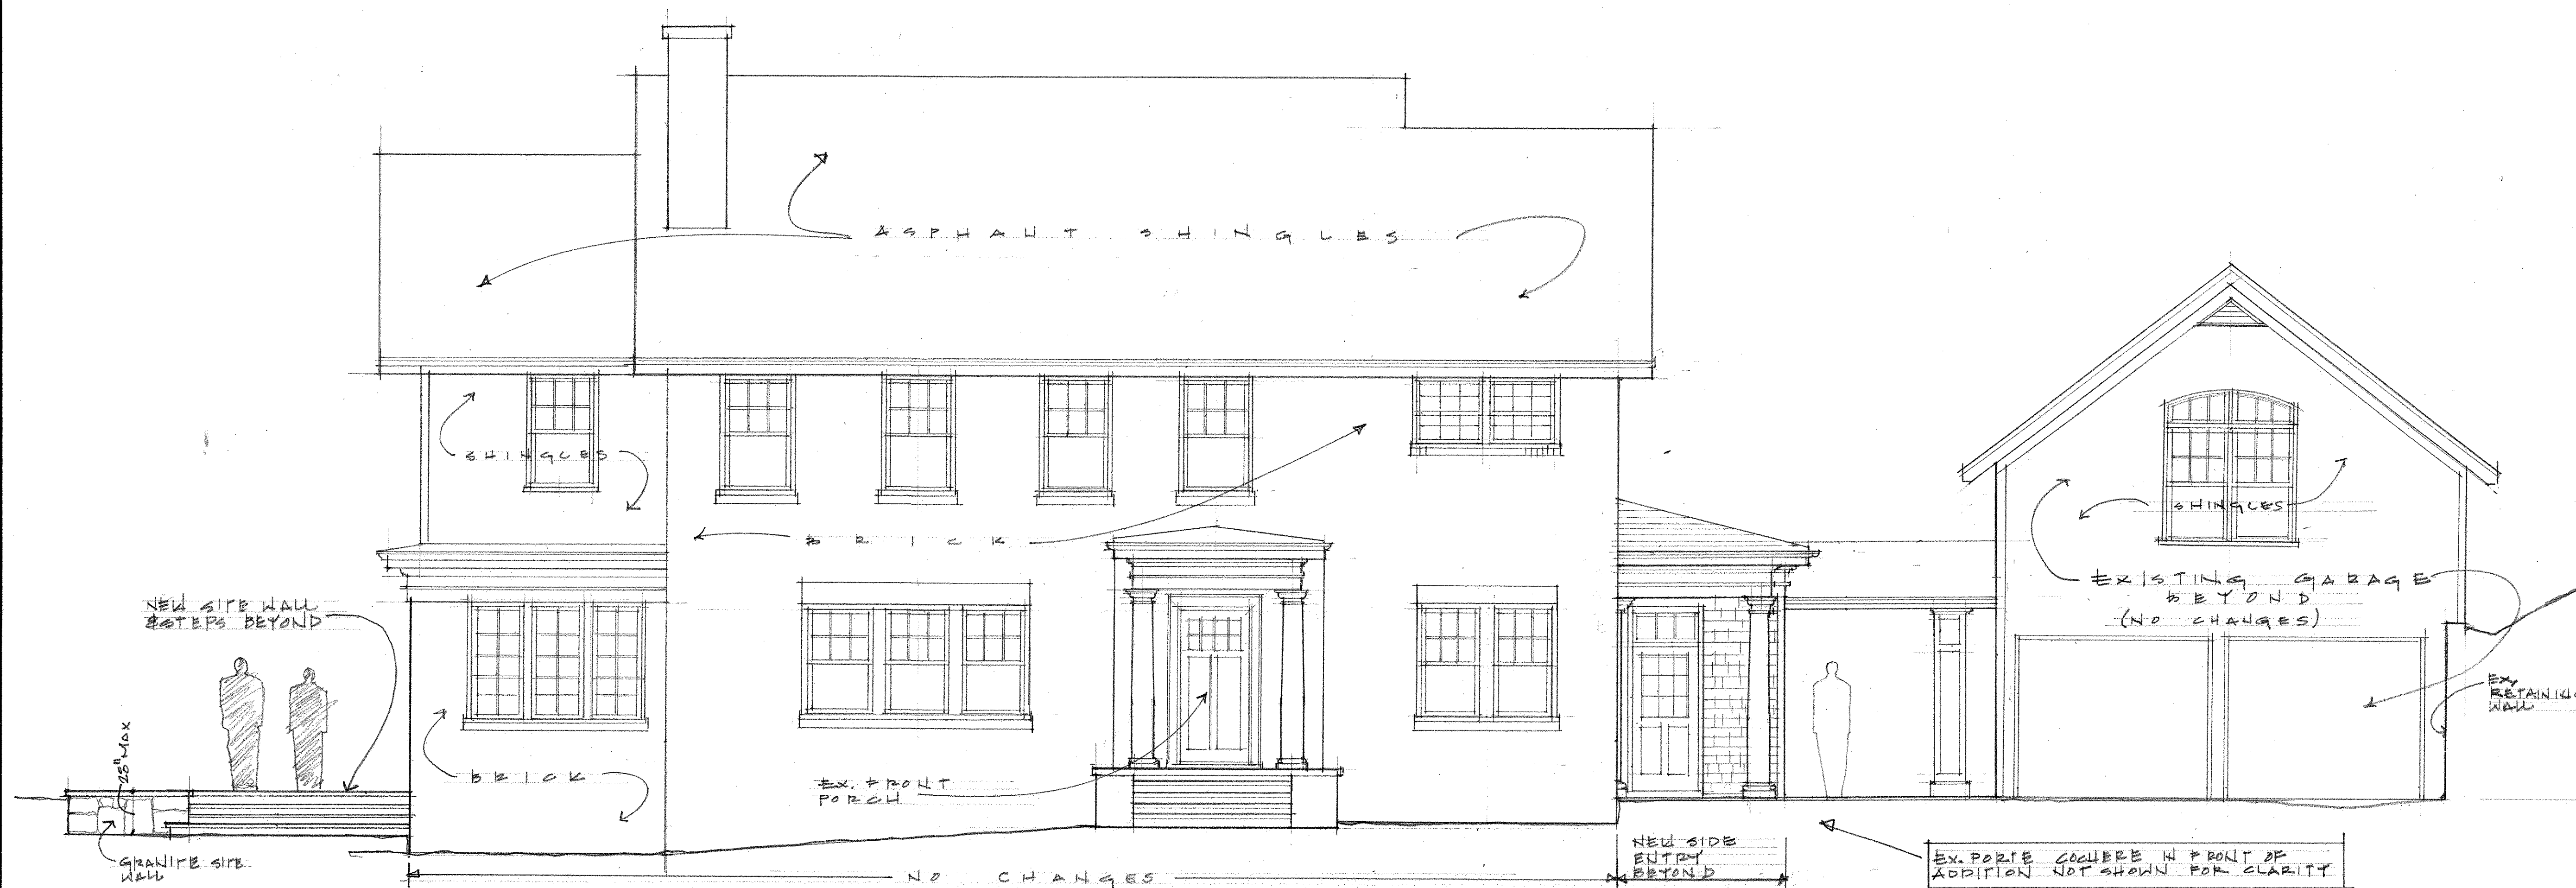 ASPHALT SHINGLES
SHINGLES
BRICK
SHINGLES
EXISTING GARAGE
BEYOND
(NO CHANGES)
NEW SITE WALL
&STEPS BEYOND
EX.
RETAINING
WALL
28" MAX
BRICK
EX. FRONT
PORCH
GRANITE SITE
WALL
NO CHANGES
NEW SIDE
ENTRY
BEYOND
EX. PORTE COCHERE IN FRONT OF
ADDITION NOT SHOWN FOR CLARITY